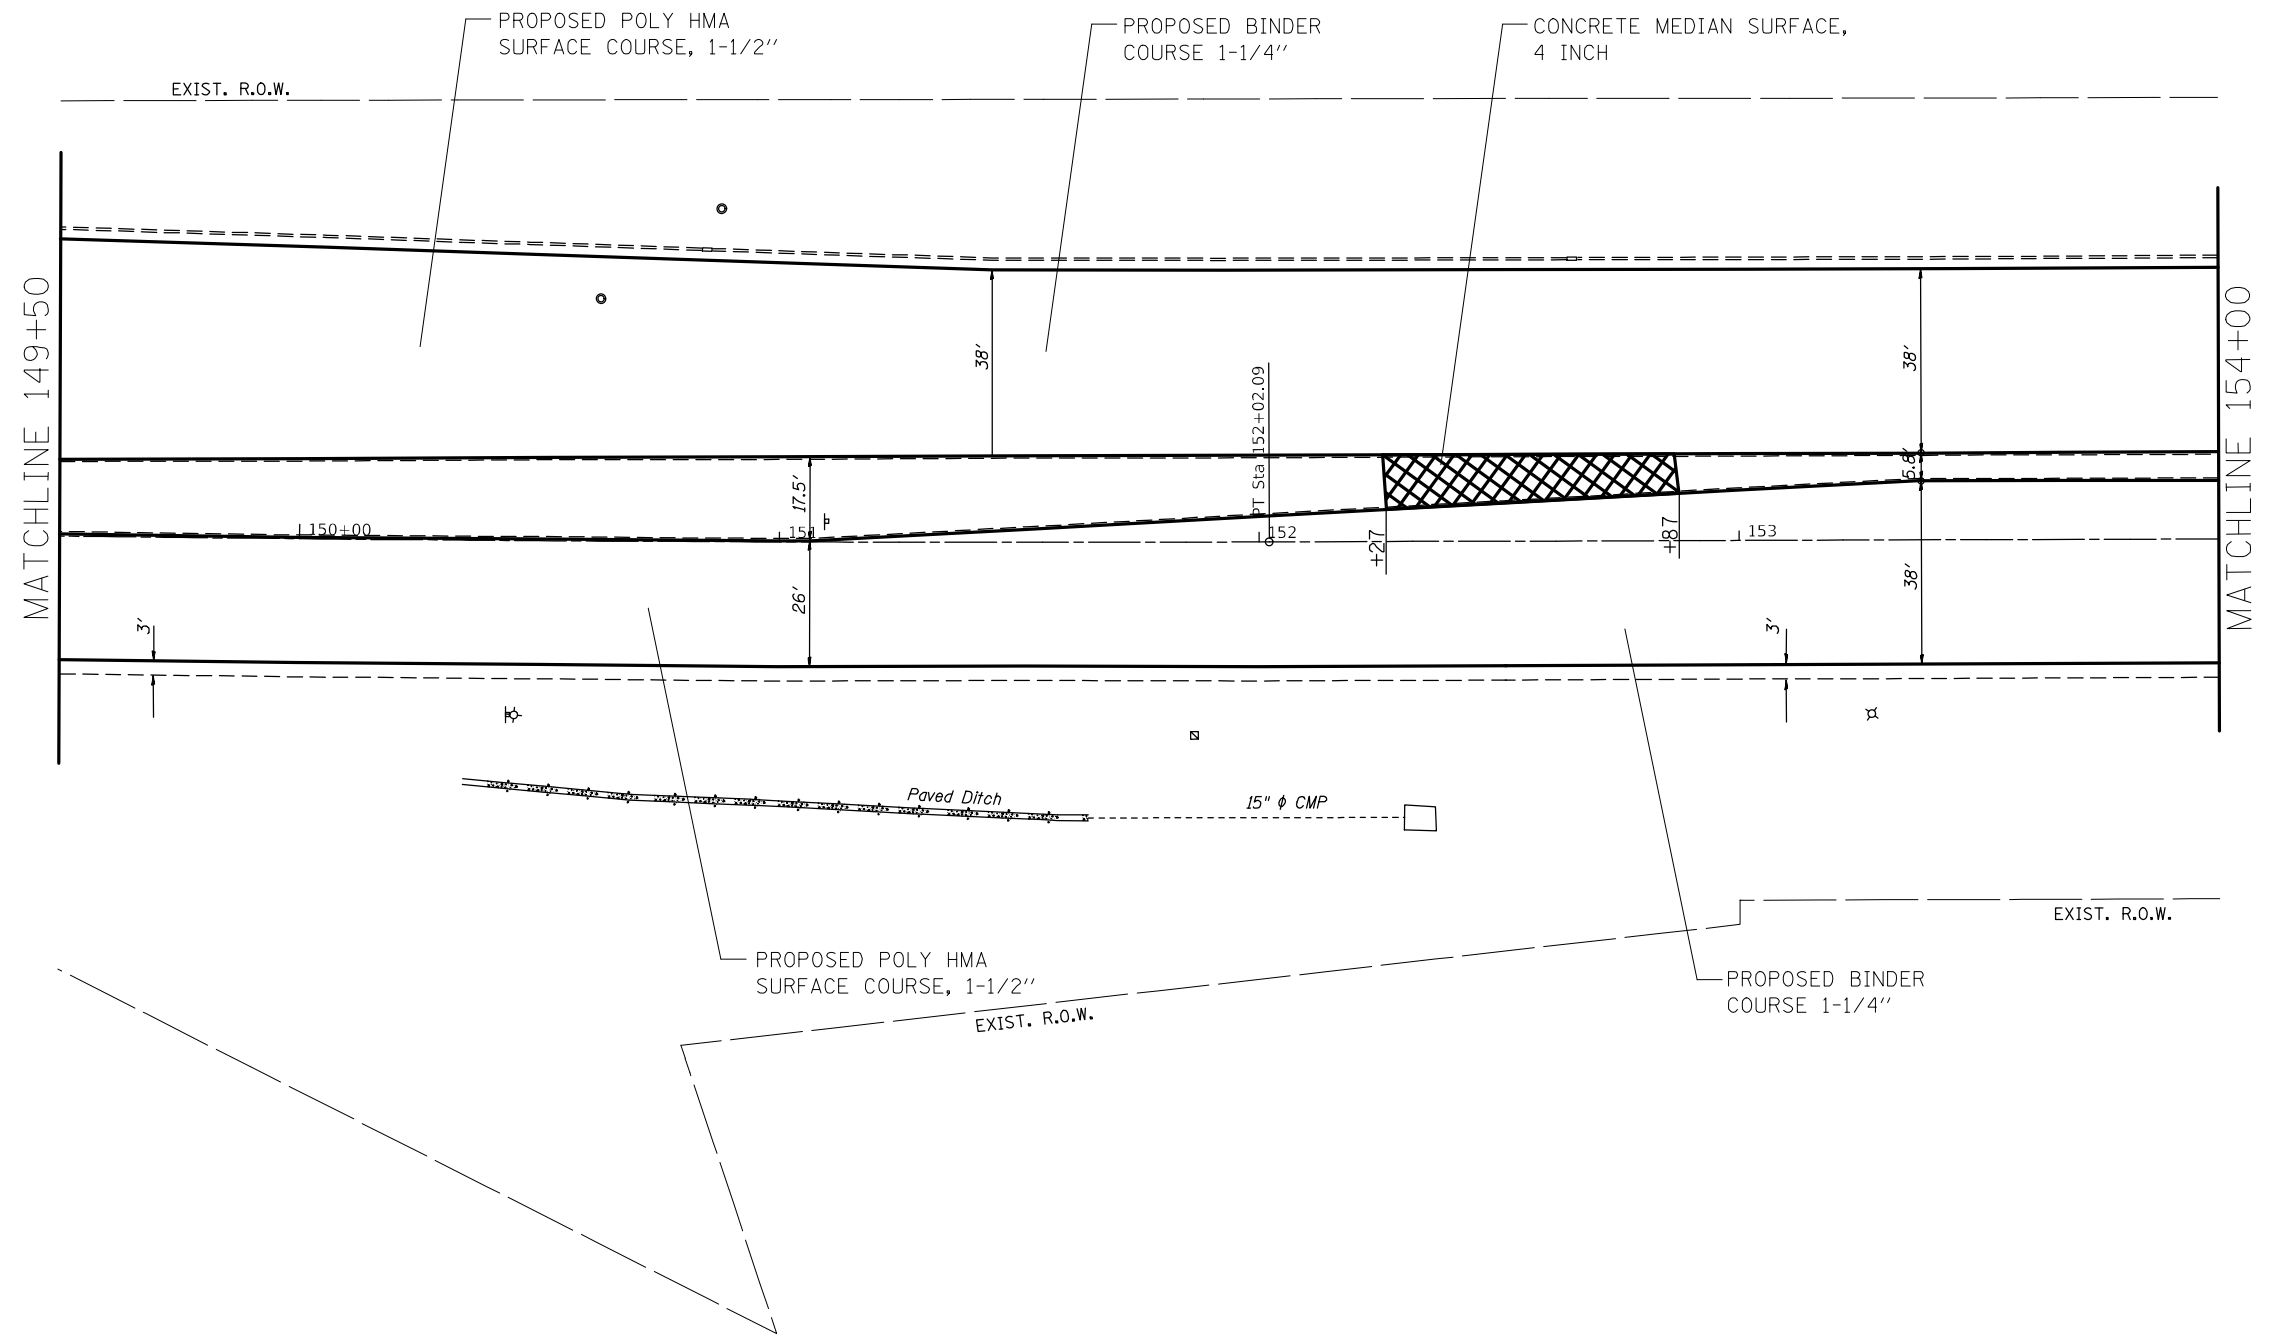 PROPOSED POLY HMA
SURFACE COURSE, 1-1/2"
PROPOSED BINDER
COURSE 1-1/4"
CONCRETE MEDIAN SURFACE,
4 INCH
EXIST. R.O.W.
MATCHLINE 149+50
MATCHLINE 154+00
38'
38'
PT Sta 152+02.09
5.8'
17.5'
150+00
151
152
153
+27
+87
26'
38'
3'
3'
Paved Ditch
15" ϕ CMP
EXIST. R.O.W.
PROPOSED POLY HMA
SURFACE COURSE, 1-1/2"
PROPOSED BINDER
COURSE 1-1/4"
EXIST. R.O.W.